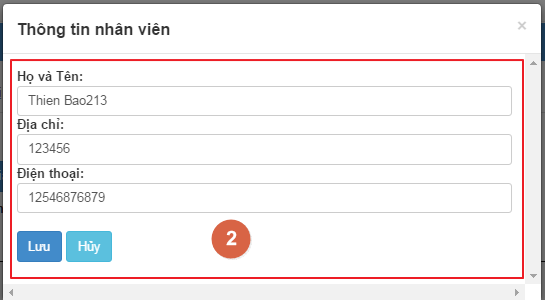 Thông tin nhân viên
×
Họ và Tên:
Thien Bao213
Địa chỉ:
123456
Điện thoại:
12546876879
Lưu Hủy
2